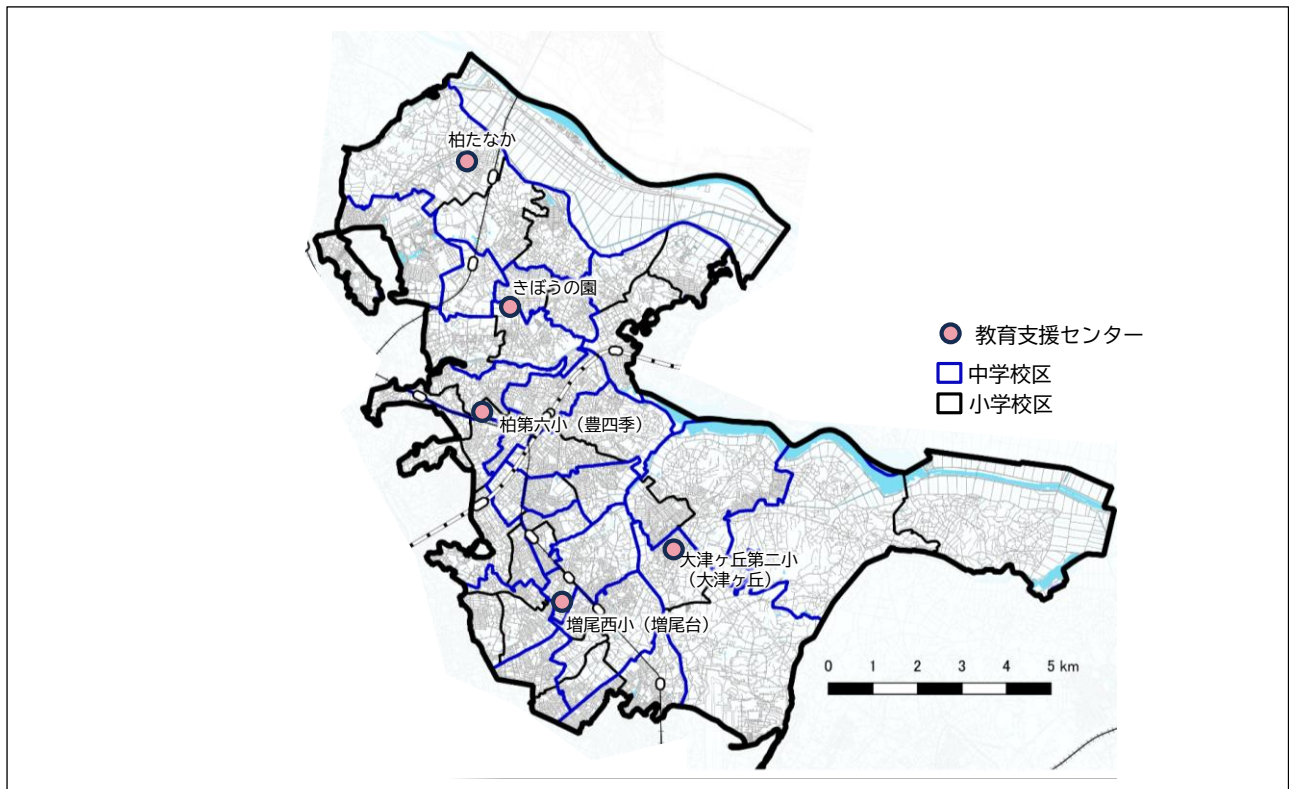 柏たなか
きぼうの園
教育支援センター
中学校区
小学校区
柏第六小（豊四季）
大津ヶ丘第二小
（大津ヶ丘）
増尾西小（増尾台）
0 1 2 3 4 5 km